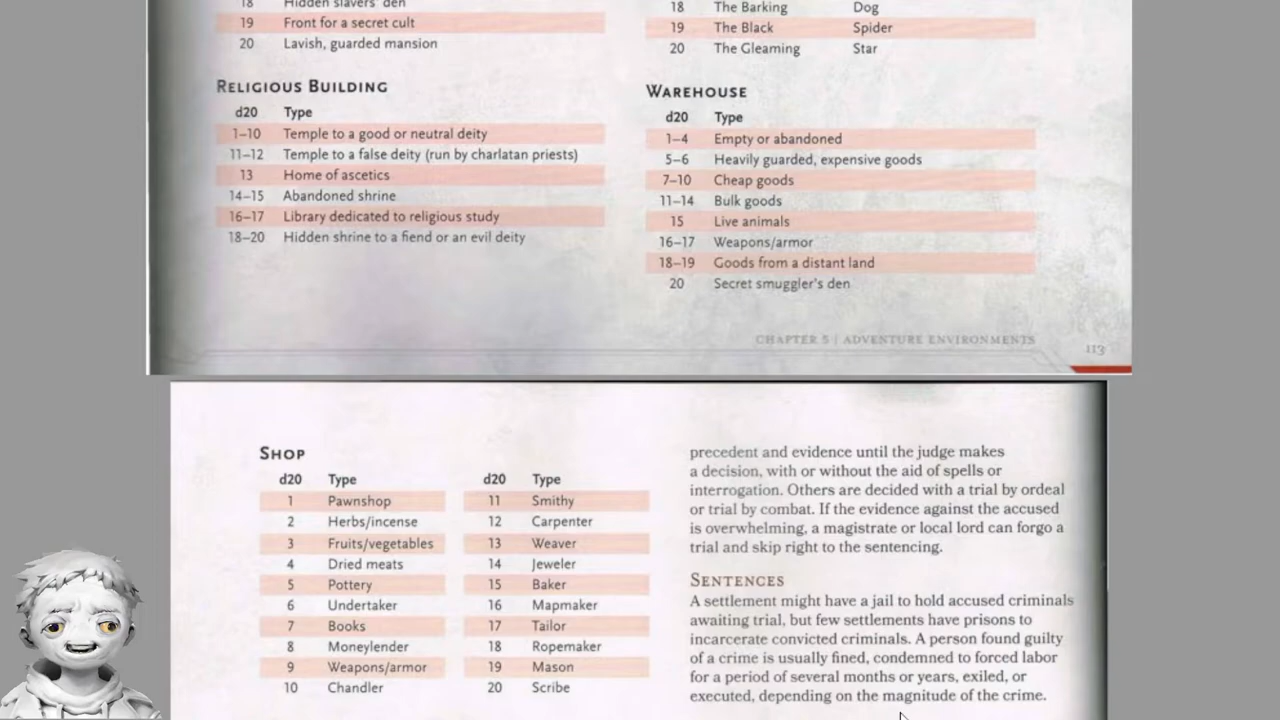 18 Hidden slavers' den
19 Front for a secret cult
20 Lavish, guarded mansion
RELIGIOUS BUILDING
d20 Type
1–10 Temple to a good or neutral deity
11–12 Temple to a false deity (run by charlatan priests)
13 Home of ascetics
14–15 Abandoned shrine
16–17 Library dedicated to religious study
18–20 Hidden shrine to a fiend or an evil deity
18 The Barking Dog
19 The Black Spider
20 The Gleaming Star
WAREHOUSE
d20 Type
1–4 Empty or abandoned
5–6 Heavily guarded, expensive goods
7–10 Cheap goods
11–14 Bulk goods
15 Live animals
16–17 Weapons/armor
18–19 Goods from a distant land
20 Secret smuggler's den
CHAPTER 5 | ADVENTURE ENVIRONMENTS
113
SHOP
d20 Type
1 Pawnshop
2 Herbs/incense
3 Fruits/vegetables
4 Dried meats
5 Pottery
6 Undertaker
7 Books
8 Moneylender
9 Weapons/armor
10 Chandler
d20 Type
11 Smithy
12 Carpenter
13 Weaver
14 Jeweler
15 Baker
16 Mapmaker
17 Tailor
18 Ropemaker
19 Mason
20 Scribe
precedent and evidence until the judge makes
a decision, with or without the aid of spells or
interrogation. Others are decided with a trial by ordeal
or trial by combat. If the evidence against the accused
is overwhelming, a magistrate or local lord can forgo a
trial and skip right to the sentencing.
SENTENCES
A settlement might have a jail to hold accused criminals
awaiting trial, but few settlements have prisons to
incarcerate convicted criminals. A person found guilty
of a crime is usually fined, condemned to forced labor
for a period of several months or years, exiled, or
executed, depending on the magnitude of the crime.